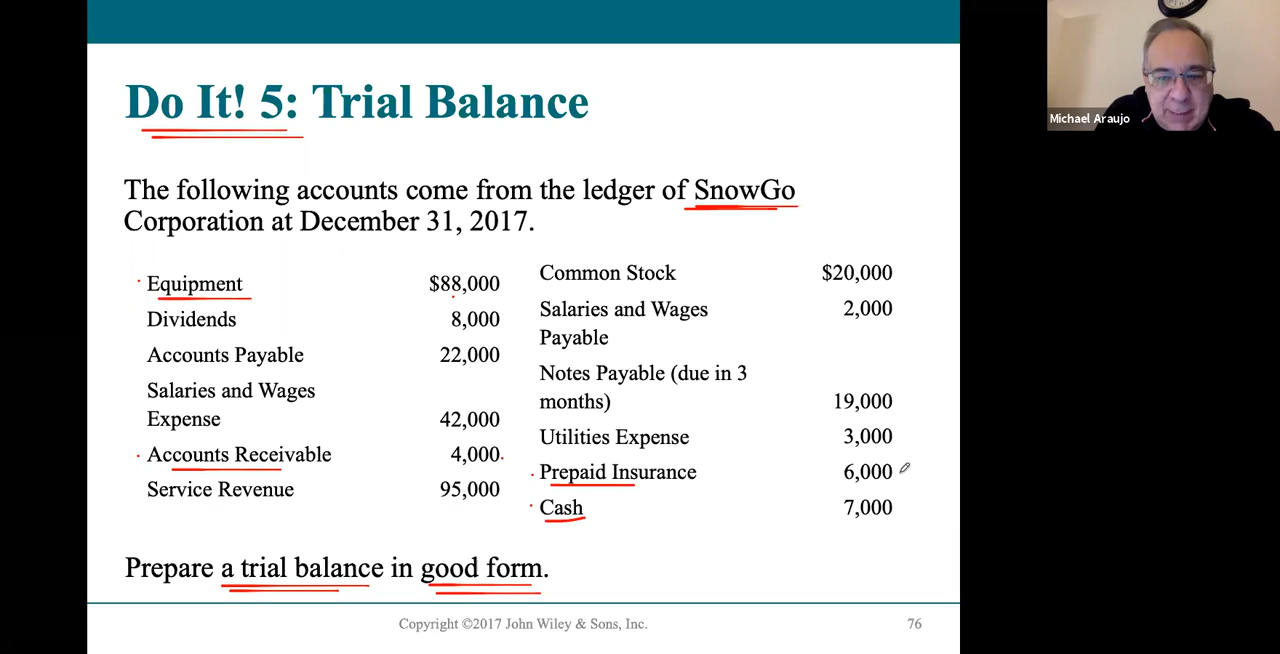 Do It! 5: Trial Balance
Michael Araujo
The following accounts come from the ledger of SnowGo
Corporation at December 31, 2017.
Equipment $88,000
Dividends 8,000
Accounts Payable 22,000
Salaries and Wages
Expense 42,000
Accounts Receivable 4,000
Service Revenue 95,000
Common Stock $20,000
Salaries and Wages 2,000
Payable
Notes Payable (due in 3
months) 19,000
Utilities Expense 3,000
Prepaid Insurance 6,000
Cash 7,000
Prepare a trial balance in good form.
Copyright ©2017 John Wiley & Sons, Inc. 76